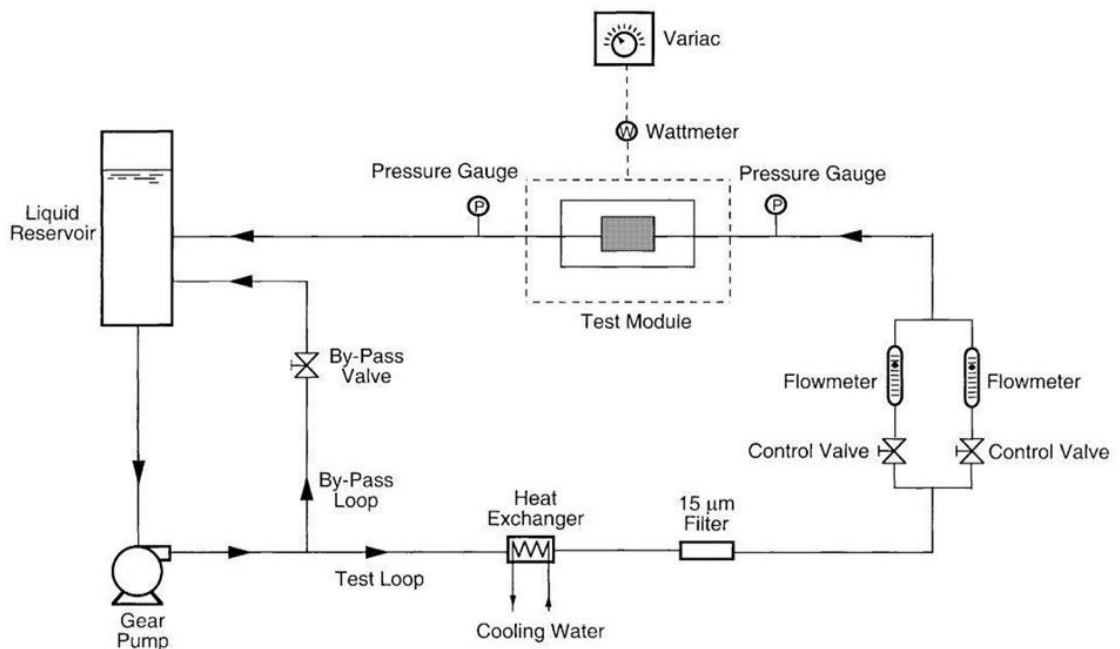 Variac
W
Wattmeter
Pressure Gauge
Pressure Gauge
P
P
Liquid
Reservoir
Test Module
By-Pass
Valve
Flowmeter
Flowmeter
Control Valve
Control Valve
By-Pass
Loop
Heat
Exchanger
15 μm
Filter
Test Loop
Gear
Pump
Cooling Water